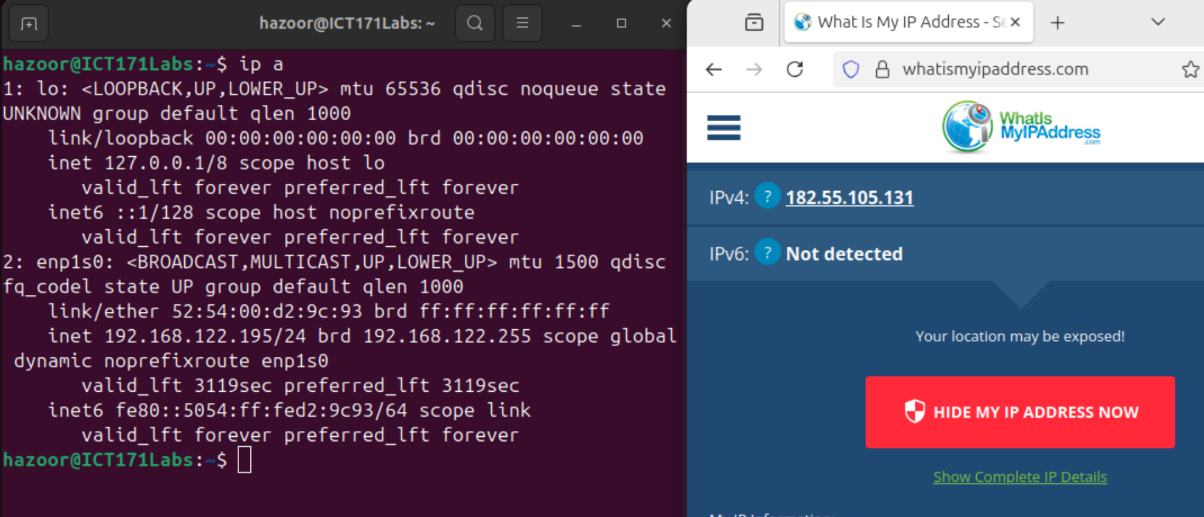 hazoor@ICT171Labs: ~
hazoor@ICT171Labs:~$ ip a
1: lo: <LOOPBACK,UP,LOWER_UP> mtu 65536 qdisc noqueue state
UNKNOWN group default qlen 1000
link/loopback 00:00:00:00:00:00 brd 00:00:00:00:00:00
inet 127.0.0.1/8 scope host lo
valid_lft forever preferred_lft forever
inet6 ::1/128 scope host noprefixroute
valid_lft forever preferred_lft forever
2: enp1s0: <BROADCAST,MULTICAST,UP,LOWER_UP> mtu 1500 qdisc
fq_codel state UP group default qlen 1000
link/ether 52:54:00:d2:9c:93 brd ff:ff:ff:ff:ff:ff
inet 192.168.122.195/24 brd 192.168.122.255 scope global
dynamic noprefixroute enp1s0
valid_lft 3119sec preferred_lft 3119sec
inet6 fe80::5054:ff:fed2:9c93/64 scope link
valid_lft forever preferred_lft forever
hazoor@ICT171Labs:~$
What Is My IP Address - Se
whatismyipaddress.com
WhatIs
MyIPAddress
.com
IPv4: ? 182.55.105.131
IPv6: ? Not detected
Your location may be exposed!
HIDE MY IP ADDRESS NOW
Show Complete IP Details